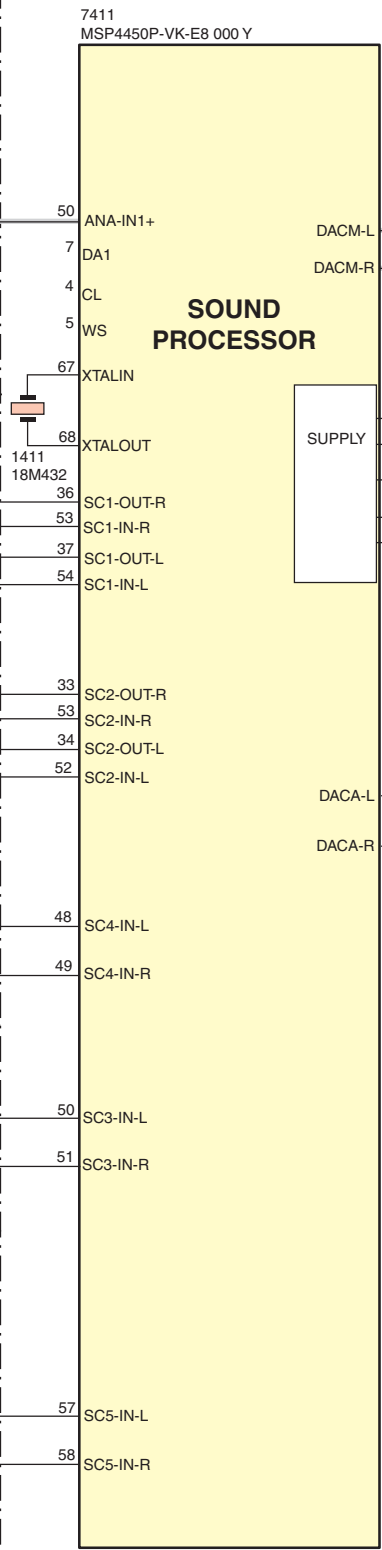 7411
MSP4450P-VK-E8 000 Y
50 ANA-IN1+
DACM-L
7 DA1
DACM-R
4 CL
5 WS
SOUND
PROCESSOR
67 XTALIN
68 XTALOUT
SUPPLY
1411
18M432
36 SC1-OUT-R
53 SC1-IN-R
37 SC1-OUT-L
54 SC1-IN-L
33 SC2-OUT-R
53 SC2-IN-R
34 SC2-OUT-L
52 SC2-IN-L
DACA-L
DACA-R
48 SC4-IN-L
49 SC4-IN-R
50 SC3-IN-L
51 SC3-IN-R
57 SC5-IN-L
58 SC5-IN-R